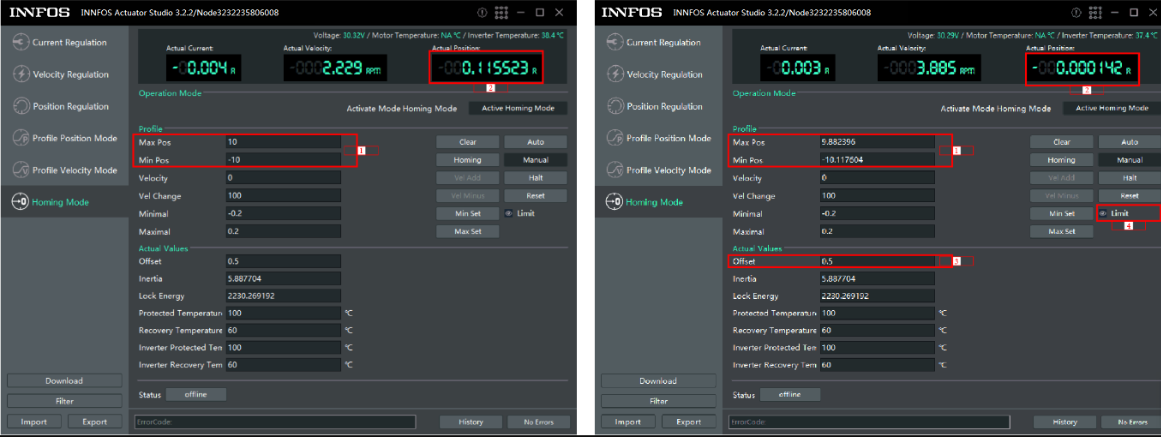 INNFOS INNFOS Actuator Studio 3.2.2/Node3232235806008
Voltage: 30.32V / Motor Temperature: NA ℃ / Inverter Temperature: 38.4 ℃
Current Regulation
Velocity Regulation
Position Regulation
Profile Position Mode
Profile Velocity Mode
Homing Mode
Actual Current: Actual Velocity: Actual Position:
-000.004 A -0002.229 RPM -000.115523 R
2
Operation Mode
Activate Mode Homing Mode Active Homing Mode
Profile
Max Pos 10 Clear Auto
1
Min Pos -10 Homing Manual
Velocity 0 Vel Add Halt
Vel Change 100 Vel Minus Reset
Minimal -0.2 Min Set Limit
Maximal 0.2 Max Set
Actual Values
Offset 0.5
Inertia 5.887704
Lock Energy 2230.269192
Protected Temperature 100 ℃
Recovery Temperature 60 ℃
Inverter Protected Tem 100 ℃
Inverter Recovery Tem 60 ℃
Download
Filter
Import Export
Status offline
ErrorCode: History No Errors
INNFOS INNFOS Actuator Studio 3.2.2/Node3232235806008
Voltage: 30.29V / Motor Temperature: NA ℃ / Inverter Temperature: 37.4 ℃
Current Regulation
Velocity Regulation
Position Regulation
Profile Position Mode
Profile Velocity Mode
Homing Mode
Actual Current: Actual Velocity: Actual Position:
-00.003 A -0003.885 RPM -000.000142 R
2
Operation Mode
Activate Mode Homing Mode Active Homing Mode
Profile
Max Pos 9.882396 Clear Auto
1
Min Pos -10.117604 Homing Manual
Velocity 0 Vel Add Halt
Vel Change 100 Vel Minus Reset
Minimal -0.2 Min Set Limit
4
Maximal 0.2 Max Set
Actual Values
Offset 0.5 3
Inertia 5.887704
Lock Energy 2230.269192
Protected Temperature 100 ℃
Recovery Temperature 60 ℃
Inverter Protected Tem 100 ℃
Inverter Recovery Tem 60 ℃
Download
Filter
Import Export
Status offline
ErrorCode: History No Errors